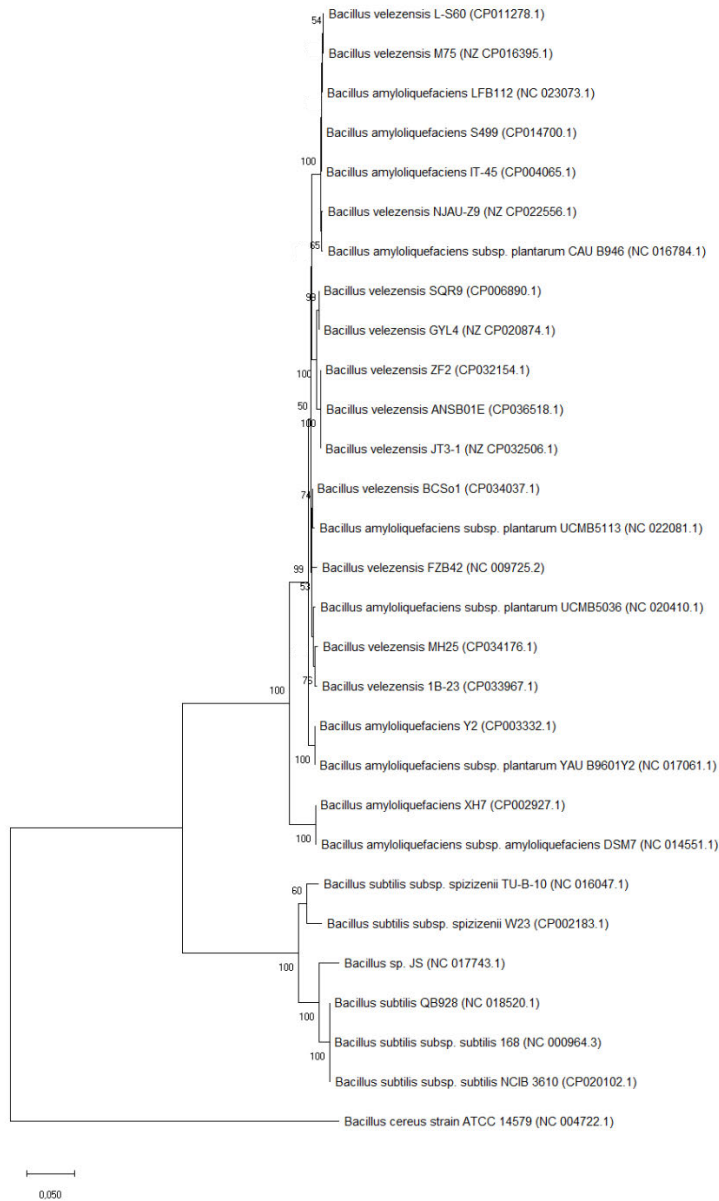 54
Bacillus velezensis L-S60 (CP011278.1)
Bacillus velezensis M75 (NZ CP016395.1)
Bacillus amyloliquefaciens LFB112 (NC 023073.1)
Bacillus amyloliquefaciens S499 (CP014700.1)
100
Bacillus amyloliquefaciens IT-45 (CP004065.1)
Bacillus velezensis NJAU-Z9 (NZ CP022556.1)
65
Bacillus amyloliquefaciens subsp. plantarum CAU B946 (NC 016784.1)
99
Bacillus velezensis SQR9 (CP006890.1)
Bacillus velezensis GYL4 (NZ CP020874.1)
100
Bacillus velezensis ZF2 (CP032154.1)
50
Bacillus velezensis ANSB01E (CP036518.1)
100
Bacillus velezensis JT3-1 (NZ CP032506.1)
74
Bacillus velezensis BCSo1 (CP034037.1)
Bacillus amyloliquefaciens subsp. plantarum UCMB5113 (NC 022081.1)
99
Bacillus velezensis FZB42 (NC 009725.2)
53
Bacillus amyloliquefaciens subsp. plantarum UCMB5036 (NC 020410.1)
Bacillus velezensis MH25 (CP034176.1)
100
Bacillus velezensis 1B-23 (CP033967.1)
Bacillus amyloliquefaciens Y2 (CP003332.1)
100
Bacillus amyloliquefaciens subsp. plantarum YAU B9601Y2 (NC 017061.1)
Bacillus amyloliquefaciens XH7 (CP002927.1)
100
Bacillus amyloliquefaciens subsp. amyloliquefaciens DSM7 (NC 014551.1)
60
Bacillus subtilis subsp. spizizenii TU-B-10 (NC 016047.1)
Bacillus subtilis subsp. spizizenii W23 (CP002183.1)
100
Bacillus sp. JS (NC 017743.1)
Bacillus subtilis QB928 (NC 018520.1)
100
Bacillus subtilis subsp. subtilis 168 (NC 000964.3)
100
Bacillus subtilis subsp. subtilis NCIB 3610 (CP020102.1)
Bacillus cereus strain ATCC 14579 (NC 004722.1)
0,050